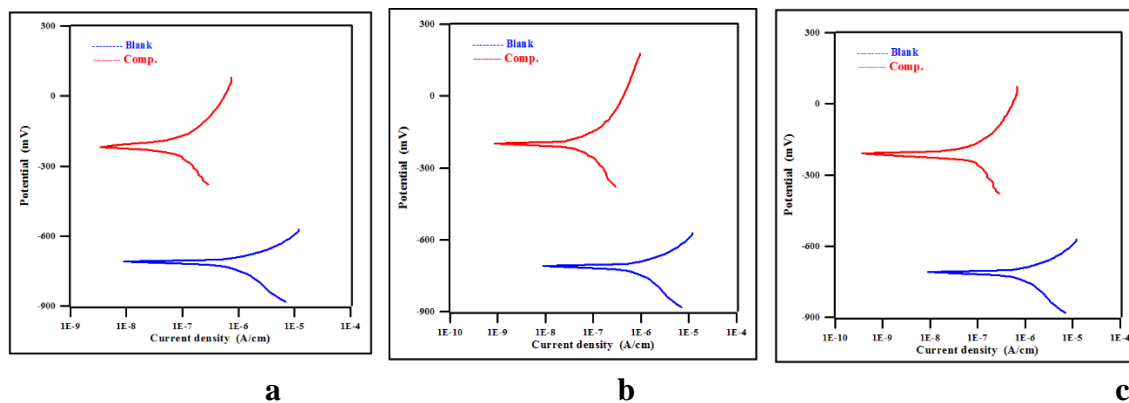 300
0
-300
-600
-900
Potential (mV)
Blank
Comp.
1E-9 1E-8 1E-7 1E-6 1E-5 1E-4
Current density (A/cm)
a
300
0
-300
-600
-900
Potential (mV)
Blank
Comp.
1E-10 1E-9 1E-8 1E-7 1E-6 1E-5 1E-4
Current density (A/cm)
b
300
0
-300
-600
-900
Potential (mV)
Blank
Comp.
1E-10 1E-9 1E-8 1E-7 1E-6 1E-5 1E-4
Current density (A/cm)
c